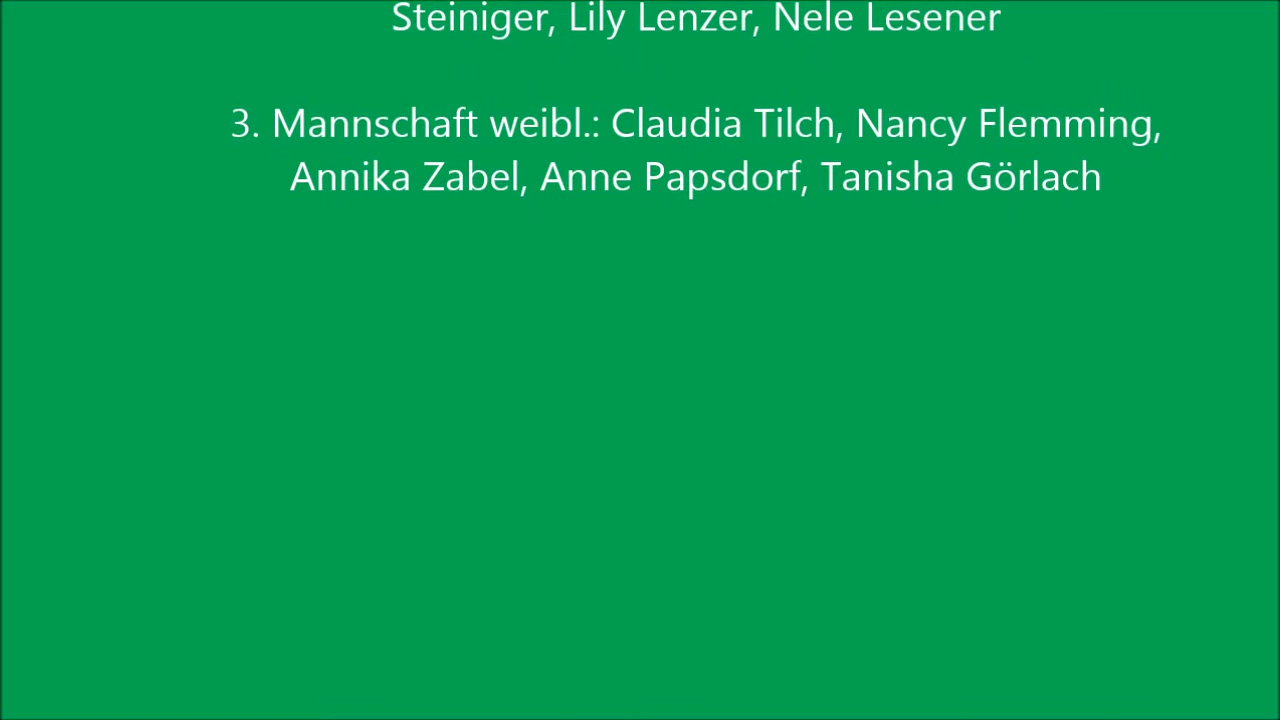 Steiniger, Lily Lenzer, Nele Lesener
3. Mannschaft weibl.: Claudia Tilch, Nancy Flemming,
Annika Zabel, Anne Papsdorf, Tanisha Görlach